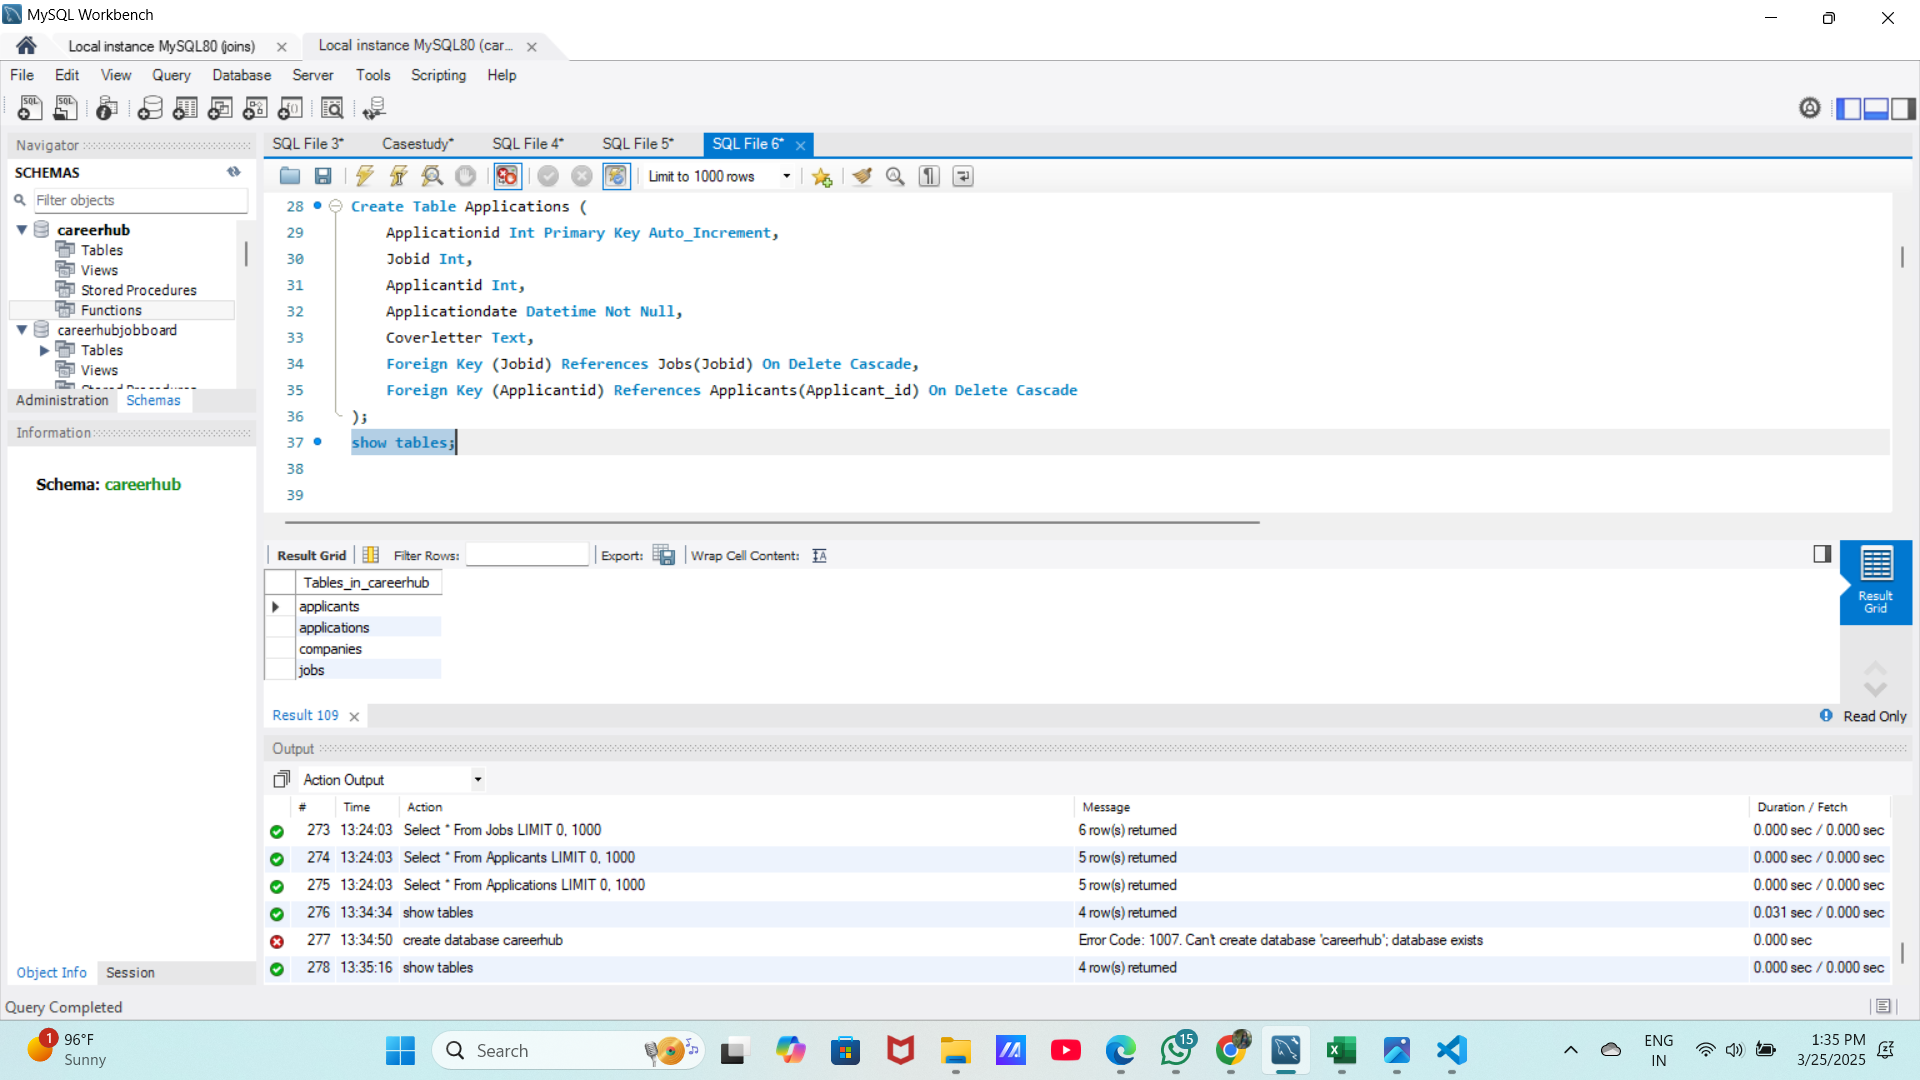 MySQL Workbench
Local instance MySQL80 (joins)
Local instance MySQL80 (car...
File Edit View Query Database Server Tools Scripting Help
Navigator
SCHEMAS
Filter objects
careerhub
Tables
Views
Stored Procedures
Functions
careerhubjobboard
Tables
Views
Stored Procedures
Administration Schemas
Information
Schema: careerhub
Object Info Session
Query Completed
SQL File 3* Casestudy* SQL File 4* SQL File 5* SQL File 6*
Limit to 1000 rows
28 Create Table Applications (
29 Applicationid Int Primary Key Auto_Increment,
30 Jobid Int,
31 Applicantid Int,
32 Applicationdate Datetime Not Null,
33 Coverletter Text,
34 Foreign Key (Jobid) References Jobs(Jobid) On Delete Cascade,
35 Foreign Key (Applicantid) References Applicants(Applicant_id) On Delete Cascade
36 );
37 show tables;
38
39
Result Grid Filter Rows: Export: Wrap Cell Content:
Tables_in_careerhub
applicants
applications
companies
jobs
Result
Grid
Result 109
Read Only
Output
Action Output
# Time Action Message Duration / Fetch
273 13:24:03 Select * From Jobs LIMIT 0, 1000 6 row(s) returned 0.000 sec / 0.000 sec
274 13:24:03 Select * From Applicants LIMIT 0, 1000 5 row(s) returned 0.000 sec / 0.000 sec
275 13:24:03 Select * From Applications LIMIT 0, 1000 5 row(s) returned 0.000 sec / 0.000 sec
276 13:34:34 show tables 4 row(s) returned 0.031 sec / 0.000 sec
277 13:34:50 create database careerhub Error Code: 1007. Can't create database 'careerhub'; database exists 0.000 sec
278 13:35:16 show tables 4 row(s) returned 0.000 sec / 0.000 sec
1
96°F
Sunny
Search
15
ENG
IN
1:35 PM
3/25/2025